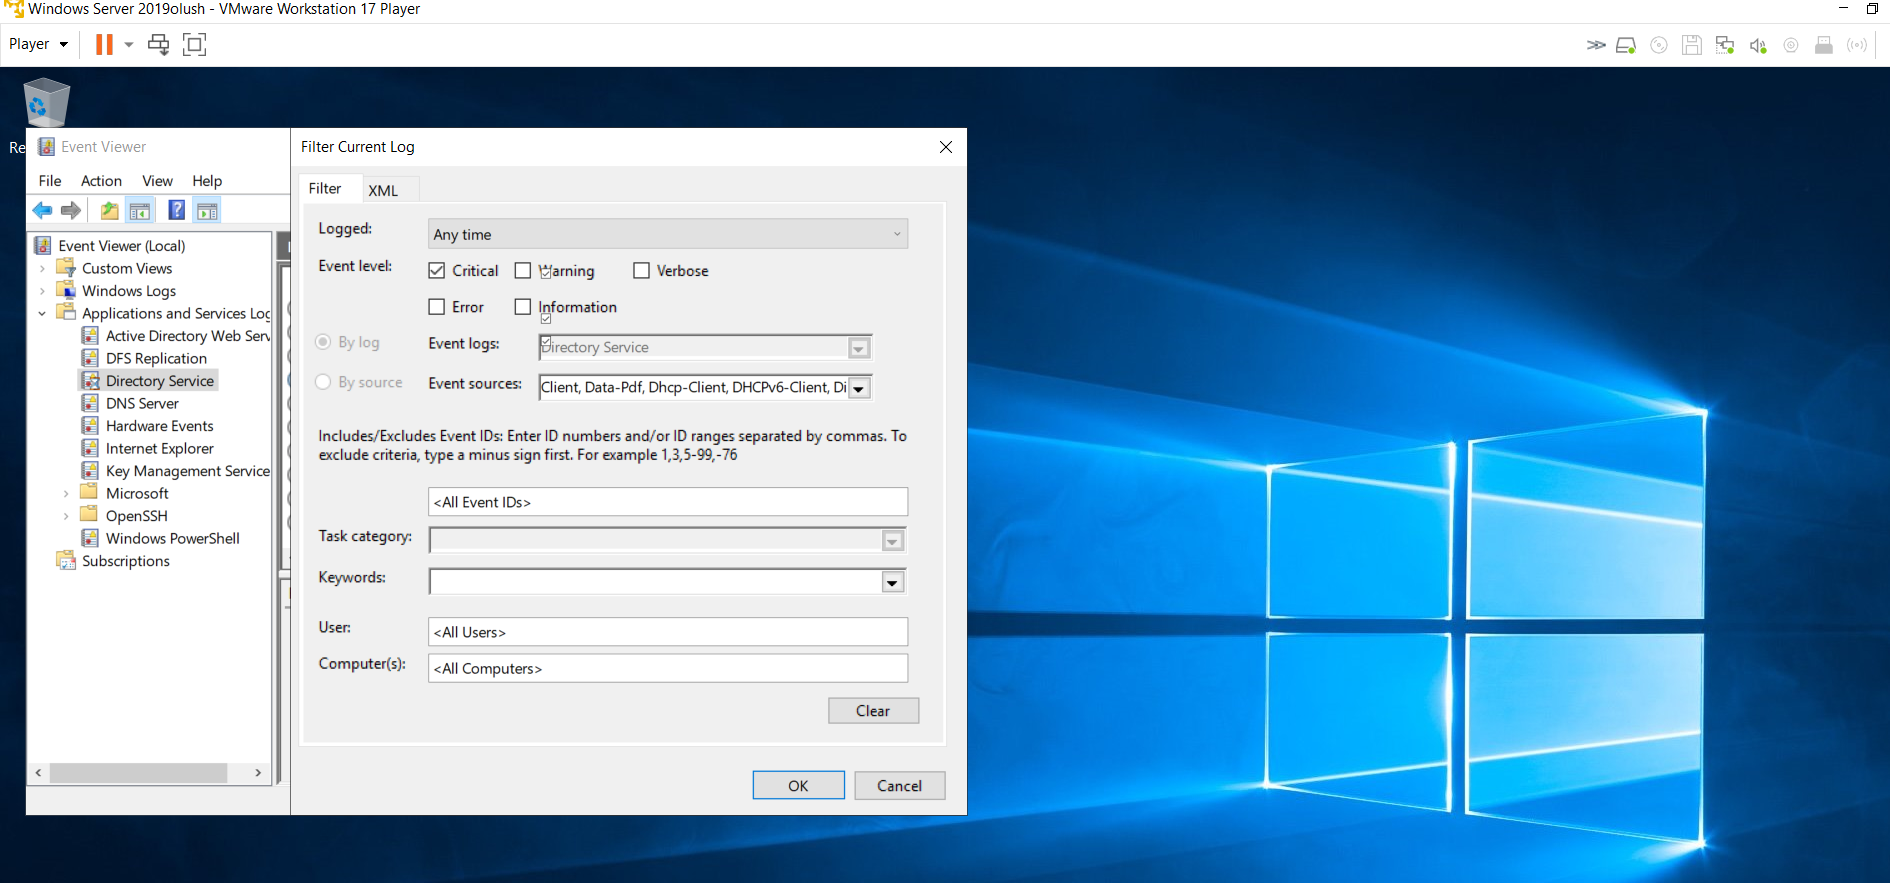 Windows Server 2019olush - VMware Workstation 17 Player
Player
Re
Event Viewer
File Action View Help
Event Viewer (Local)
Custom Views
Windows Logs
Applications and Services Log
Active Directory Web Serv
DFS Replication
Directory Service
DNS Server
Hardware Events
Internet Explorer
Key Management Service
Microsoft
OpenSSH
Windows PowerShell
Subscriptions
Filter Current Log
Filter XML
Logged: Any time
Event level: Critical Warning Verbose
Error Information
By log Event logs: Directory Service
By source Event sources: Client, Data-Pdf, Dhcp-Client, DHCPv6-Client, Di
Includes/Excludes Event IDs: Enter ID numbers and/or ID ranges separated by commas. To
exclude criteria, type a minus sign first. For example 1,3,5-99,-76
<All Event IDs>
Task category:
Keywords:
User: <All Users>
Computer(s): <All Computers>
Clear
OK Cancel